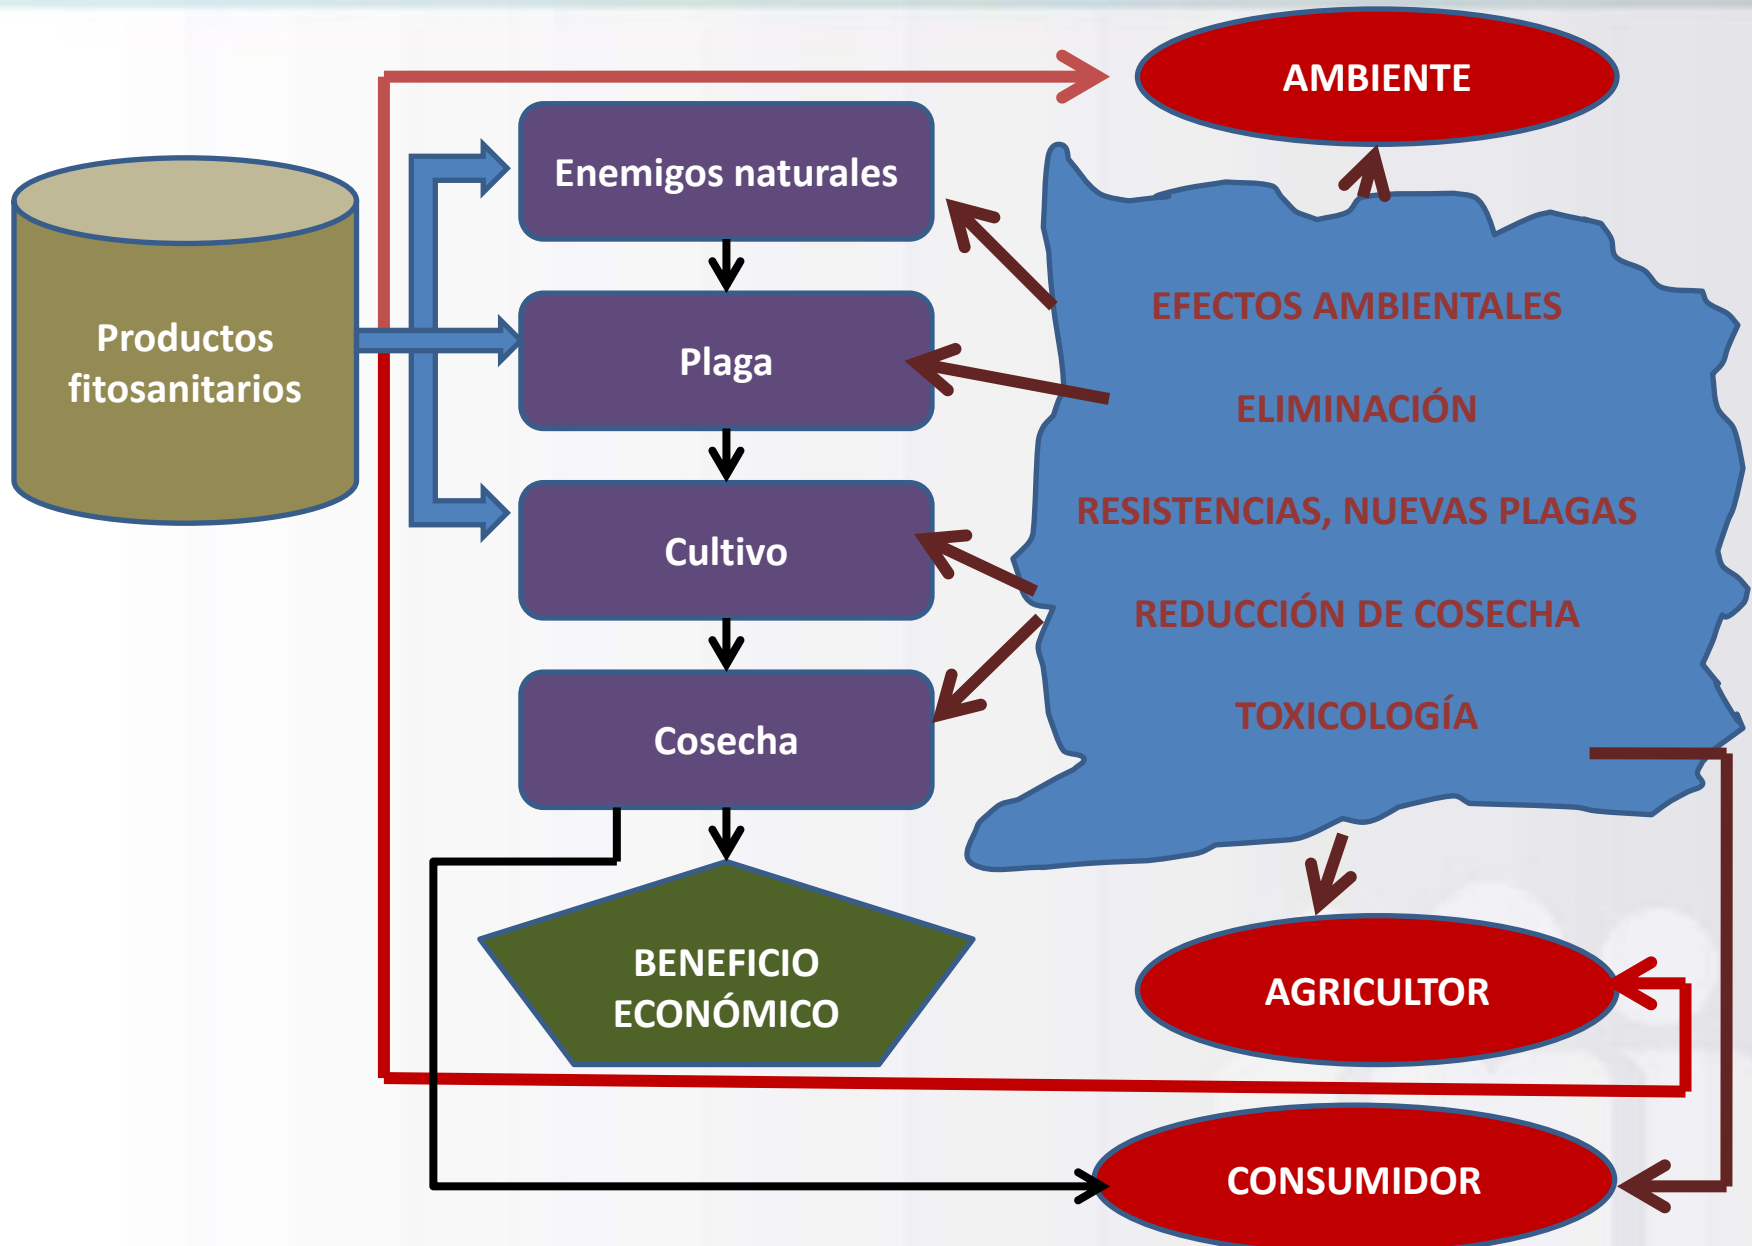 AMBIENTE
Enemigos naturales
Productos
fitosanitarios
Plaga
Cultivo
Cosecha
BENEFICIO
ECONÓMICO
EFECTOS AMBIENTALES
ELIMINACIÓN
RESISTENCIAS, NUEVAS PLAGAS
REDUCCIÓN DE COSECHA
TOXICOLOGÍA
AGRICULTOR
CONSUMIDOR